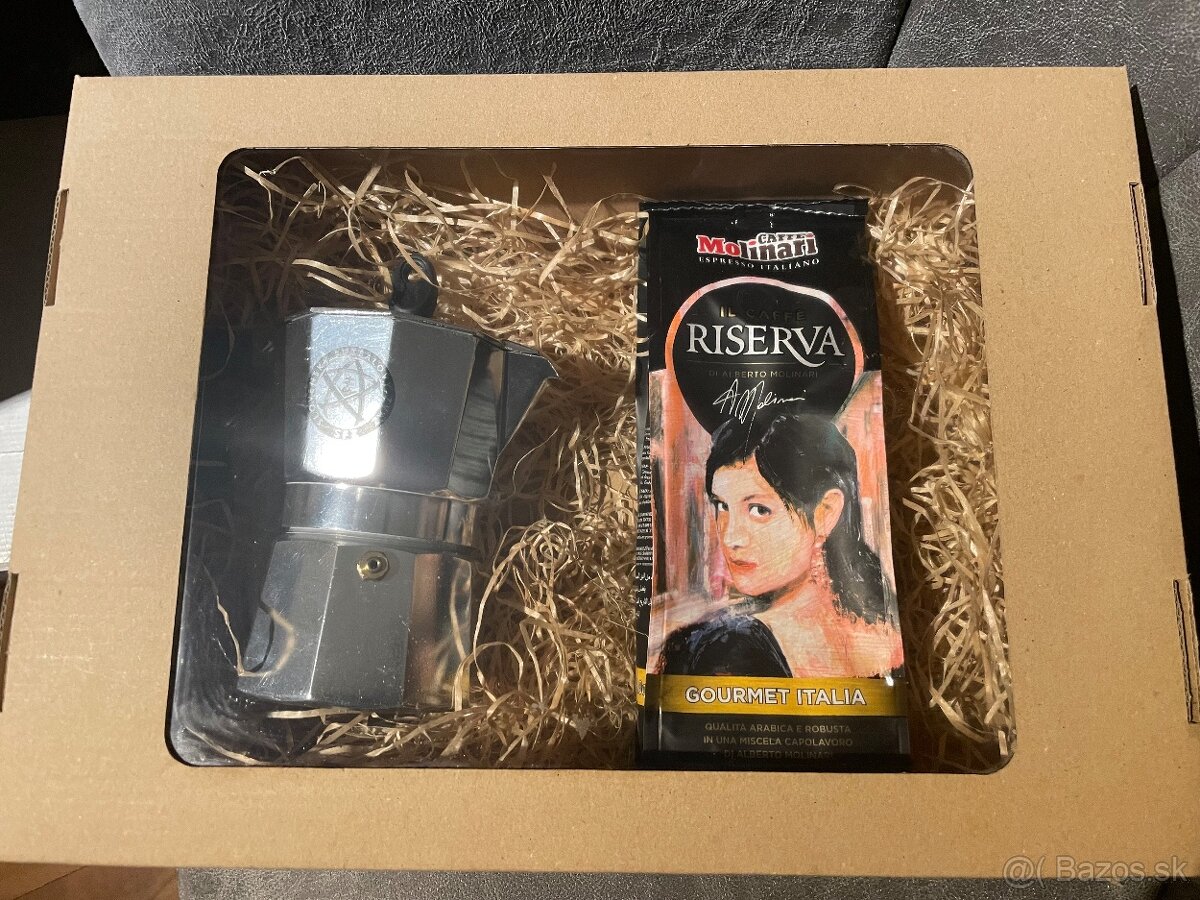 CAFFÈ
Molinari
ESPRESSO ITALIANO
IL CAFFÈ
RISERVA
DI ALBERTO MOLINARI
A Molinari
GOURMET ITALIA
QUALITÀ ARABICA E ROBUSTA
IN UNA MISCELA CAPOLAVORO
DI ALBERTO MOLINARI
@( Bazos.sk